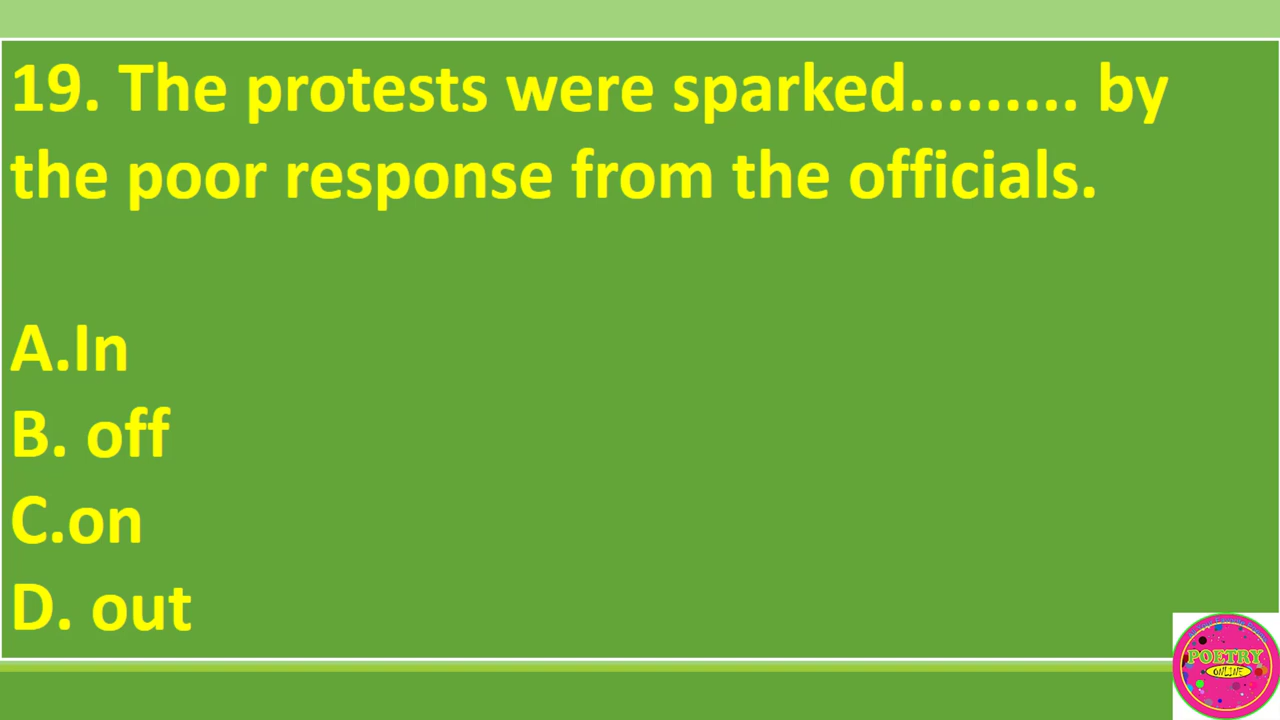 19. The protests were sparked......... by
the poor response from the officials.
A.In
B. off
C.on
D. out
POETRY
ONLINE